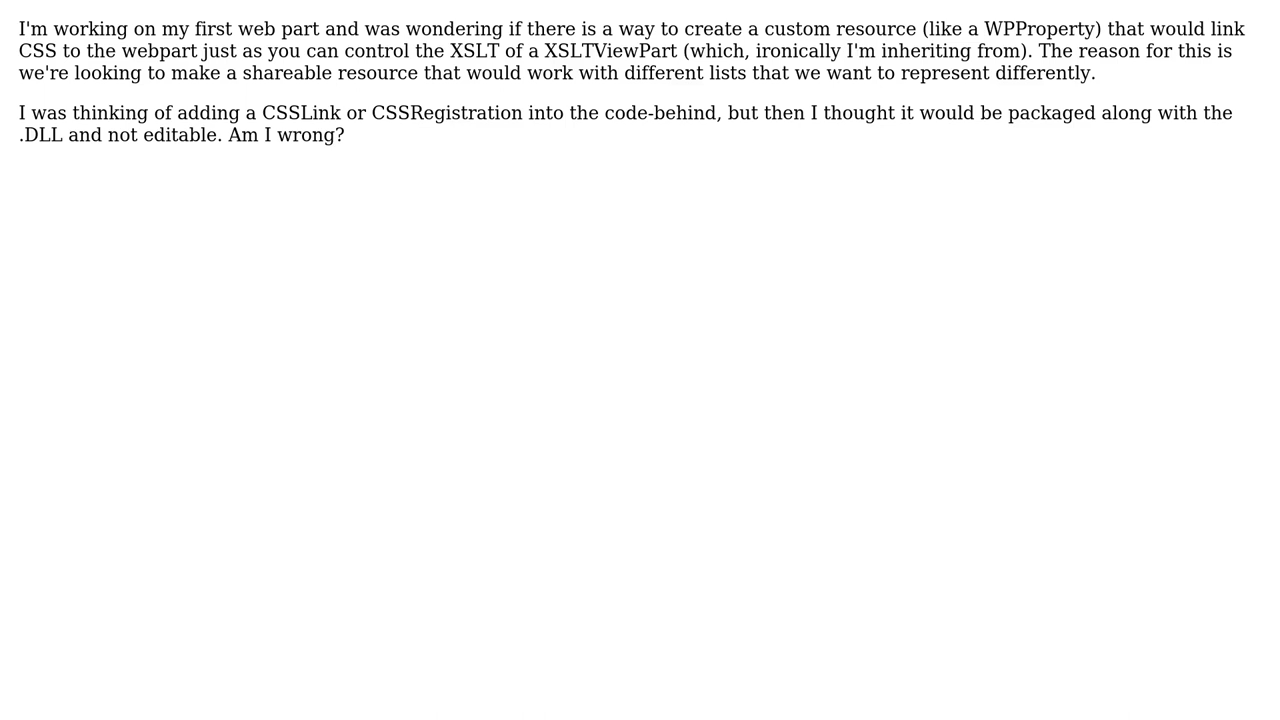 I'm working on my first web part and was wondering if there is a way to create a custom resource (like a WPProperty) that would link
CSS to the webpart just as you can control the XSLT of a XSLTViewPart (which, ironically I'm inheriting from). The reason for this is
we're looking to make a shareable resource that would work with different lists that we want to represent differently.
I was thinking of adding a CSSLink or CSSRegistration into the code-behind, but then I thought it would be packaged along with the
.DLL and not editable. Am I wrong?